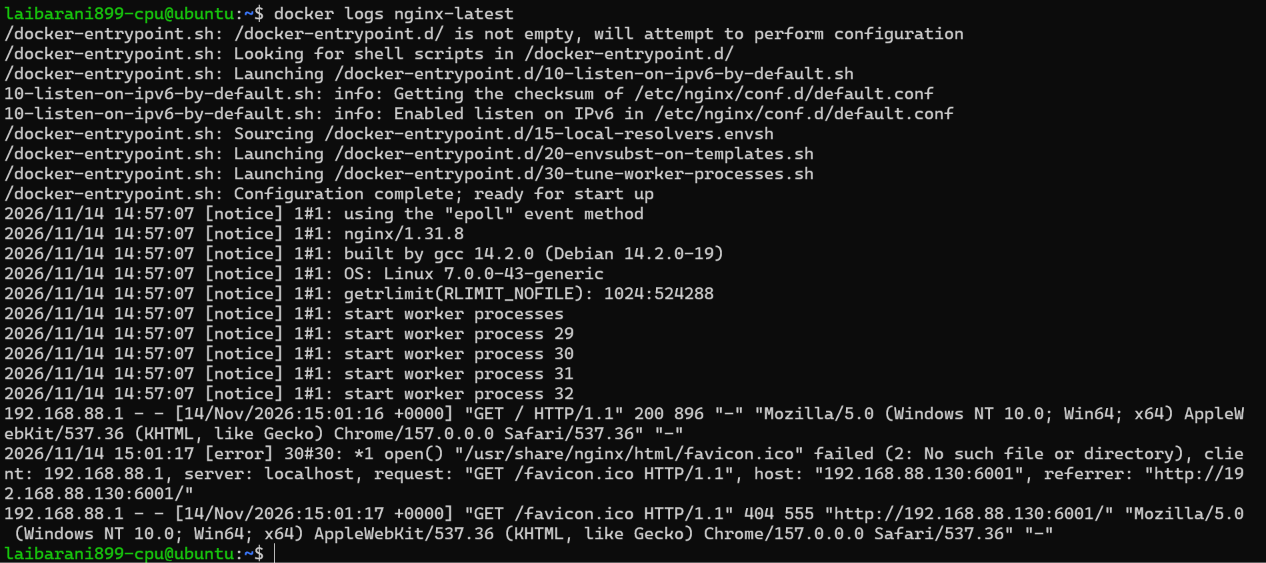 laibarani899-cpu@ubuntu:~$ docker logs nginx-latest
/docker-entrypoint.sh: /docker-entrypoint.d/ is not empty, will attempt to perform configuration
/docker-entrypoint.sh: Looking for shell scripts in /docker-entrypoint.d/
/docker-entrypoint.sh: Launching /docker-entrypoint.d/10-listen-on-ipv6-by-default.sh
10-listen-on-ipv6-by-default.sh: info: Getting the checksum of /etc/nginx/conf.d/default.conf
10-listen-on-ipv6-by-default.sh: info: Enabled listen on IPv6 in /etc/nginx/conf.d/default.conf
/docker-entrypoint.sh: Sourcing /docker-entrypoint.d/15-local-resolvers.envsh
/docker-entrypoint.sh: Launching /docker-entrypoint.d/20-envsubst-on-templates.sh
/docker-entrypoint.sh: Launching /docker-entrypoint.d/30-tune-worker-processes.sh
/docker-entrypoint.sh: Configuration complete; ready for start up
2026/11/14 14:57:07 [notice] 1#1: using the "epoll" event method
2026/11/14 14:57:07 [notice] 1#1: nginx/1.31.8
2026/11/14 14:57:07 [notice] 1#1: built by gcc 14.2.0 (Debian 14.2.0-19)
2026/11/14 14:57:07 [notice] 1#1: OS: Linux 7.0.0-43-generic
2026/11/14 14:57:07 [notice] 1#1: getrlimit(RLIMIT_NOFILE): 1024:524288
2026/11/14 14:57:07 [notice] 1#1: start worker processes
2026/11/14 14:57:07 [notice] 1#1: start worker process 29
2026/11/14 14:57:07 [notice] 1#1: start worker process 30
2026/11/14 14:57:07 [notice] 1#1: start worker process 31
2026/11/14 14:57:07 [notice] 1#1: start worker process 32
192.168.88.1 - - [14/Nov/2026:15:01:16 +0000] "GET / HTTP/1.1" 200 896 "-" "Mozilla/5.0 (Windows NT 10.0; Win64; x64) AppleW
ebKit/537.36 (KHTML, like Gecko) Chrome/157.0.0.0 Safari/537.36" "-"
2026/11/14 15:01:17 [error] 30#30: *1 open() "/usr/share/nginx/html/favicon.ico" failed (2: No such file or directory), clie
nt: 192.168.88.1, server: localhost, request: "GET /favicon.ico HTTP/1.1", host: "192.168.88.130:6001", referrer: "http://19
2.168.88.130:6001/"
192.168.88.1 - - [14/Nov/2026:15:01:17 +0000] "GET /favicon.ico HTTP/1.1" 404 555 "http://192.168.88.130:6001/" "Mozilla/5.0
 (Windows NT 10.0; Win64; x64) AppleWebKit/537.36 (KHTML, like Gecko) Chrome/157.0.0.0 Safari/537.36" "-"
laibarani899-cpu@ubuntu:~$